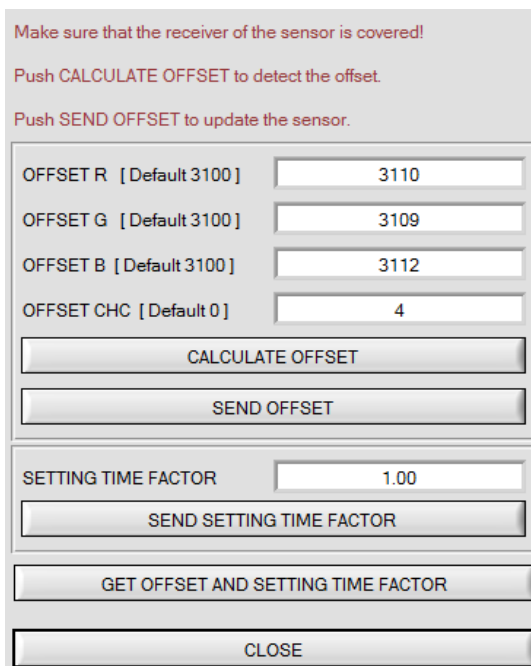 Make sure that the receiver of the sensor is covered!
Push CALCULATE OFFSET to detect the offset.
Push SEND OFFSET to update the sensor.
OFFSET R [ Default 3100 ] 3110
OFFSET G [ Default 3100 ] 3109
OFFSET B [ Default 3100 ] 3112
OFFSET CHC [ Default 0 ] 4
CALCULATE OFFSET
SEND OFFSET
SETTING TIME FACTOR 1.00
SEND SETTING TIME FACTOR
GET OFFSET AND SETTING TIME FACTOR
CLOSE